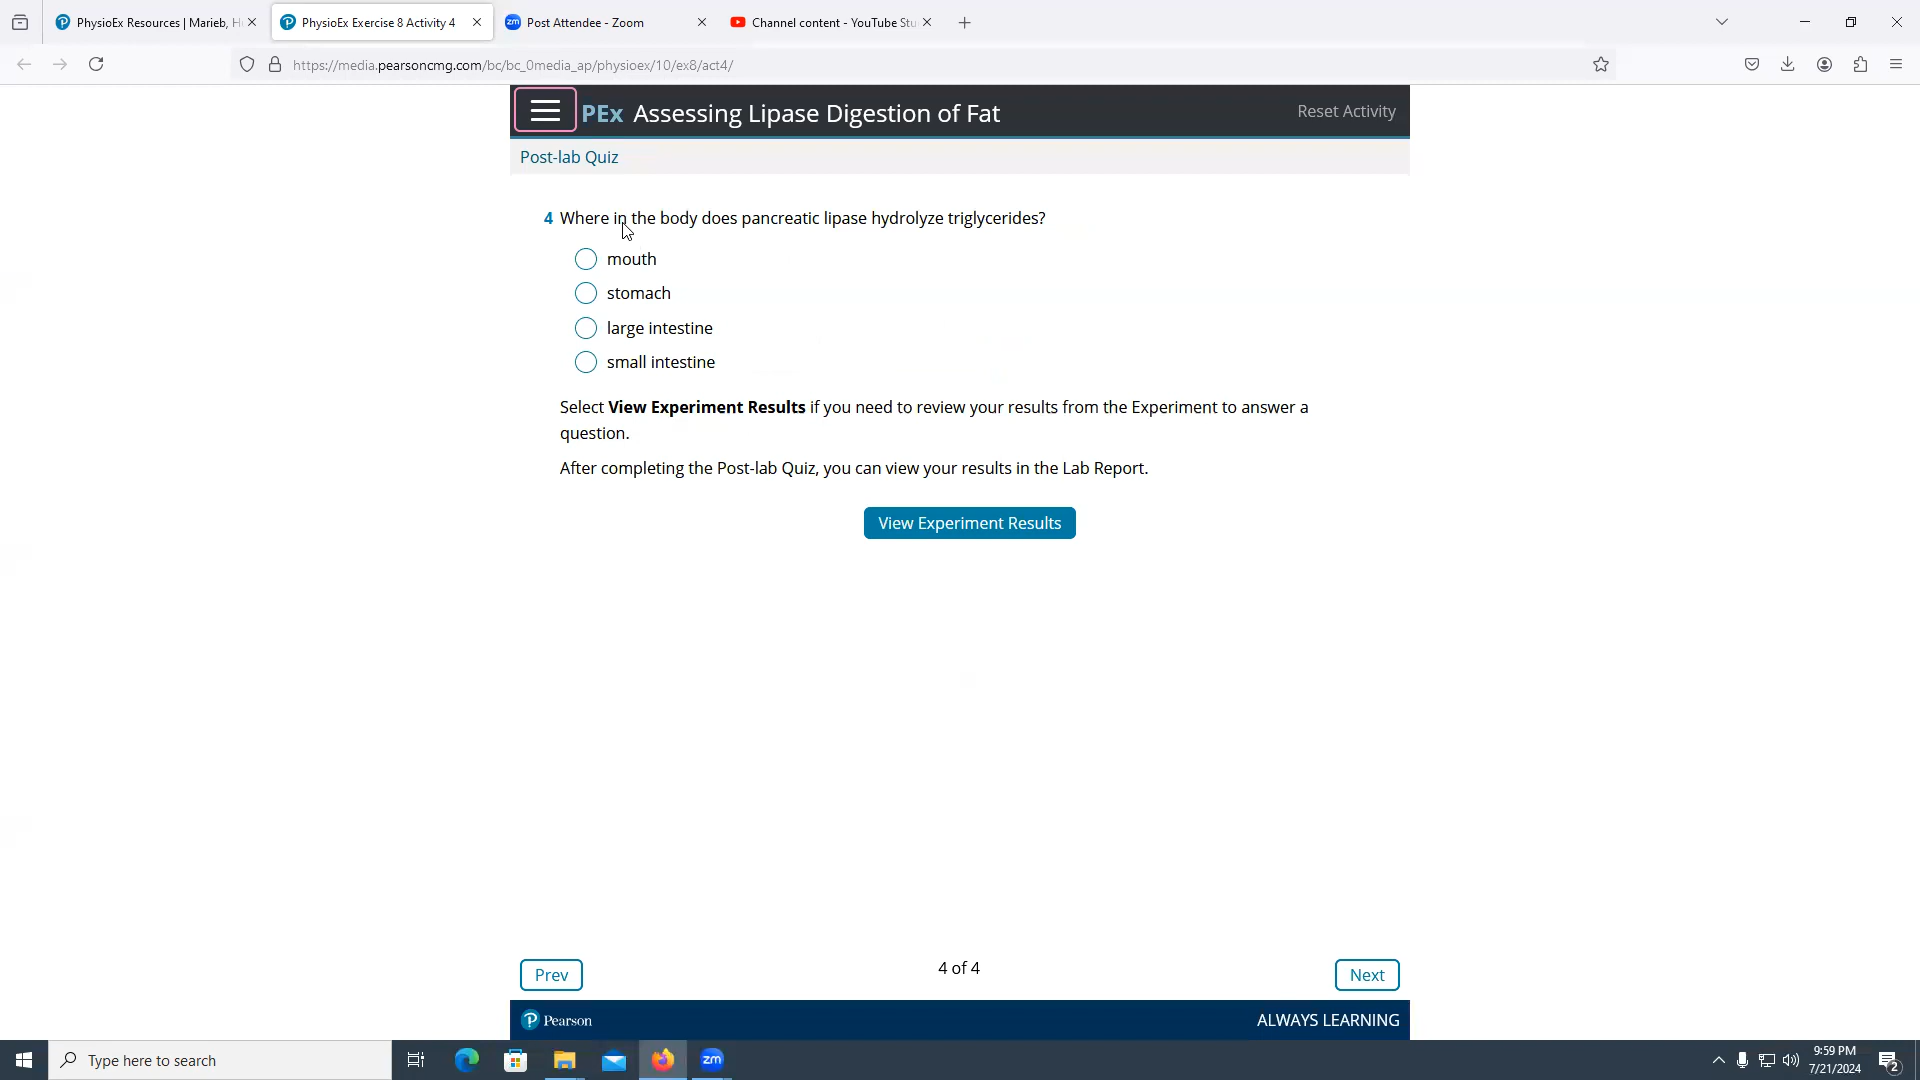 PhysioEx Resources | Marieb, H
PhysioEx Exercise 8 Activity 4
zm Post Attendee - Zoom
Channel content - YouTube Stu
https://media.pearsoncmg.com/bc/bc_0media_ap/physioex/10/ex8/act4/
PEx Assessing Lipase Digestion of Fat
Reset Activity
Post-lab Quiz
4 Where in the body does pancreatic lipase hydrolyze triglycerides?
mouth
stomach
large intestine
small intestine
Select View Experiment Results if you need to review your results from the Experiment to answer a
question.
After completing the Post-lab Quiz, you can view your results in the Lab Report.
View Experiment Results
Prev
4 of 4
Next
Pearson
ALWAYS LEARNING
Type here to search
zm
9:59 PM
7/21/2024
2